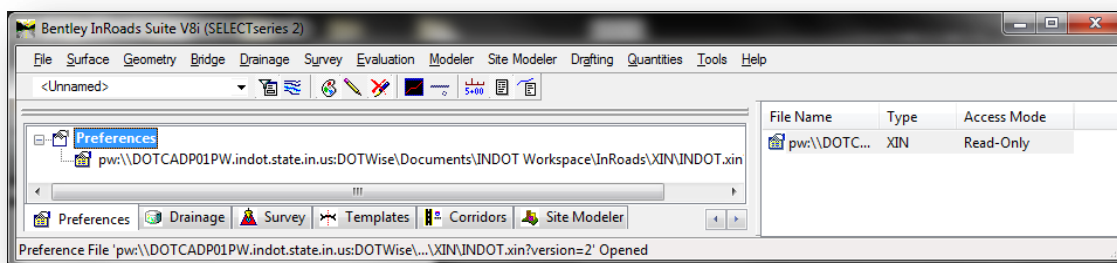 Bentley InRoads Suite V8i (SELECTseries 2)
File Surface Geometry Bridge Drainage Survey Evaluation Modeler Site Modeler Drafting Quantities Tools Help
<Unnamed>
5+00
File Name Type Access Mode
Preferences
pw:\\DOTC... XIN Read-Only
pw:\\DOTCADP01PW.indot.state.in.us:DOTWise\Documents\INDOT Workspace\InRoads\XIN\INDOT.xin
Preferences Drainage Survey Templates Corridors Site Modeler
Preference File 'pw:\\DOTCADP01PW.indot.state.in.us:DOTWise\...\XIN\INDOT.xin?version=2' Opened